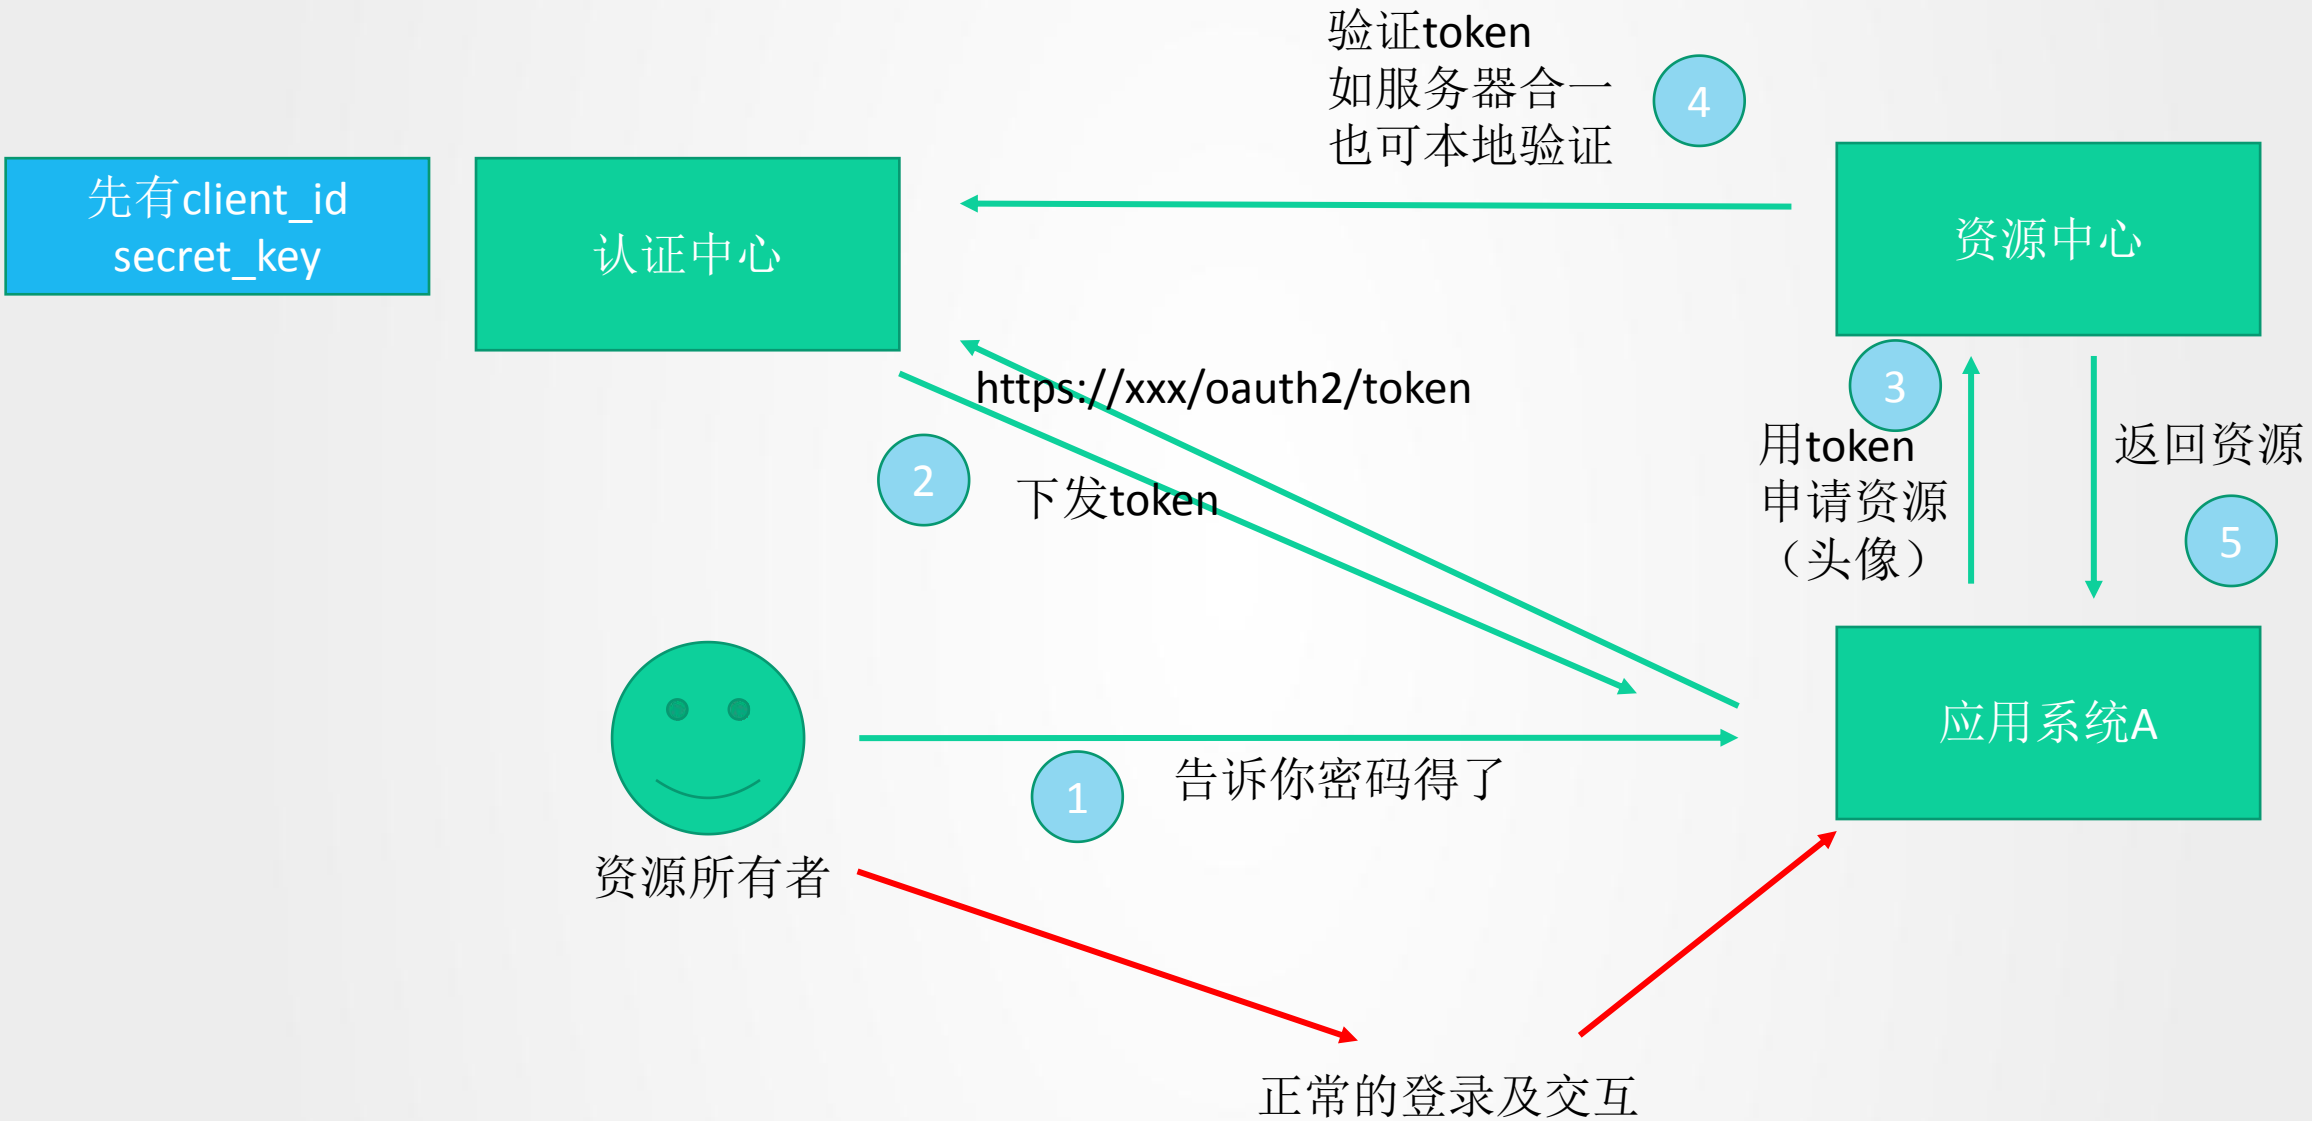 验证token
如服务器合一
也可本地验证
4
先有client_id
secret_key
认证中心
资源中心
https://xxx/oauth2/token
2
下发token
3
用token
申请资源
（头像）
返回资源
5
应用系统A
1
告诉你密码得了
资源所有者
正常的登录及交互